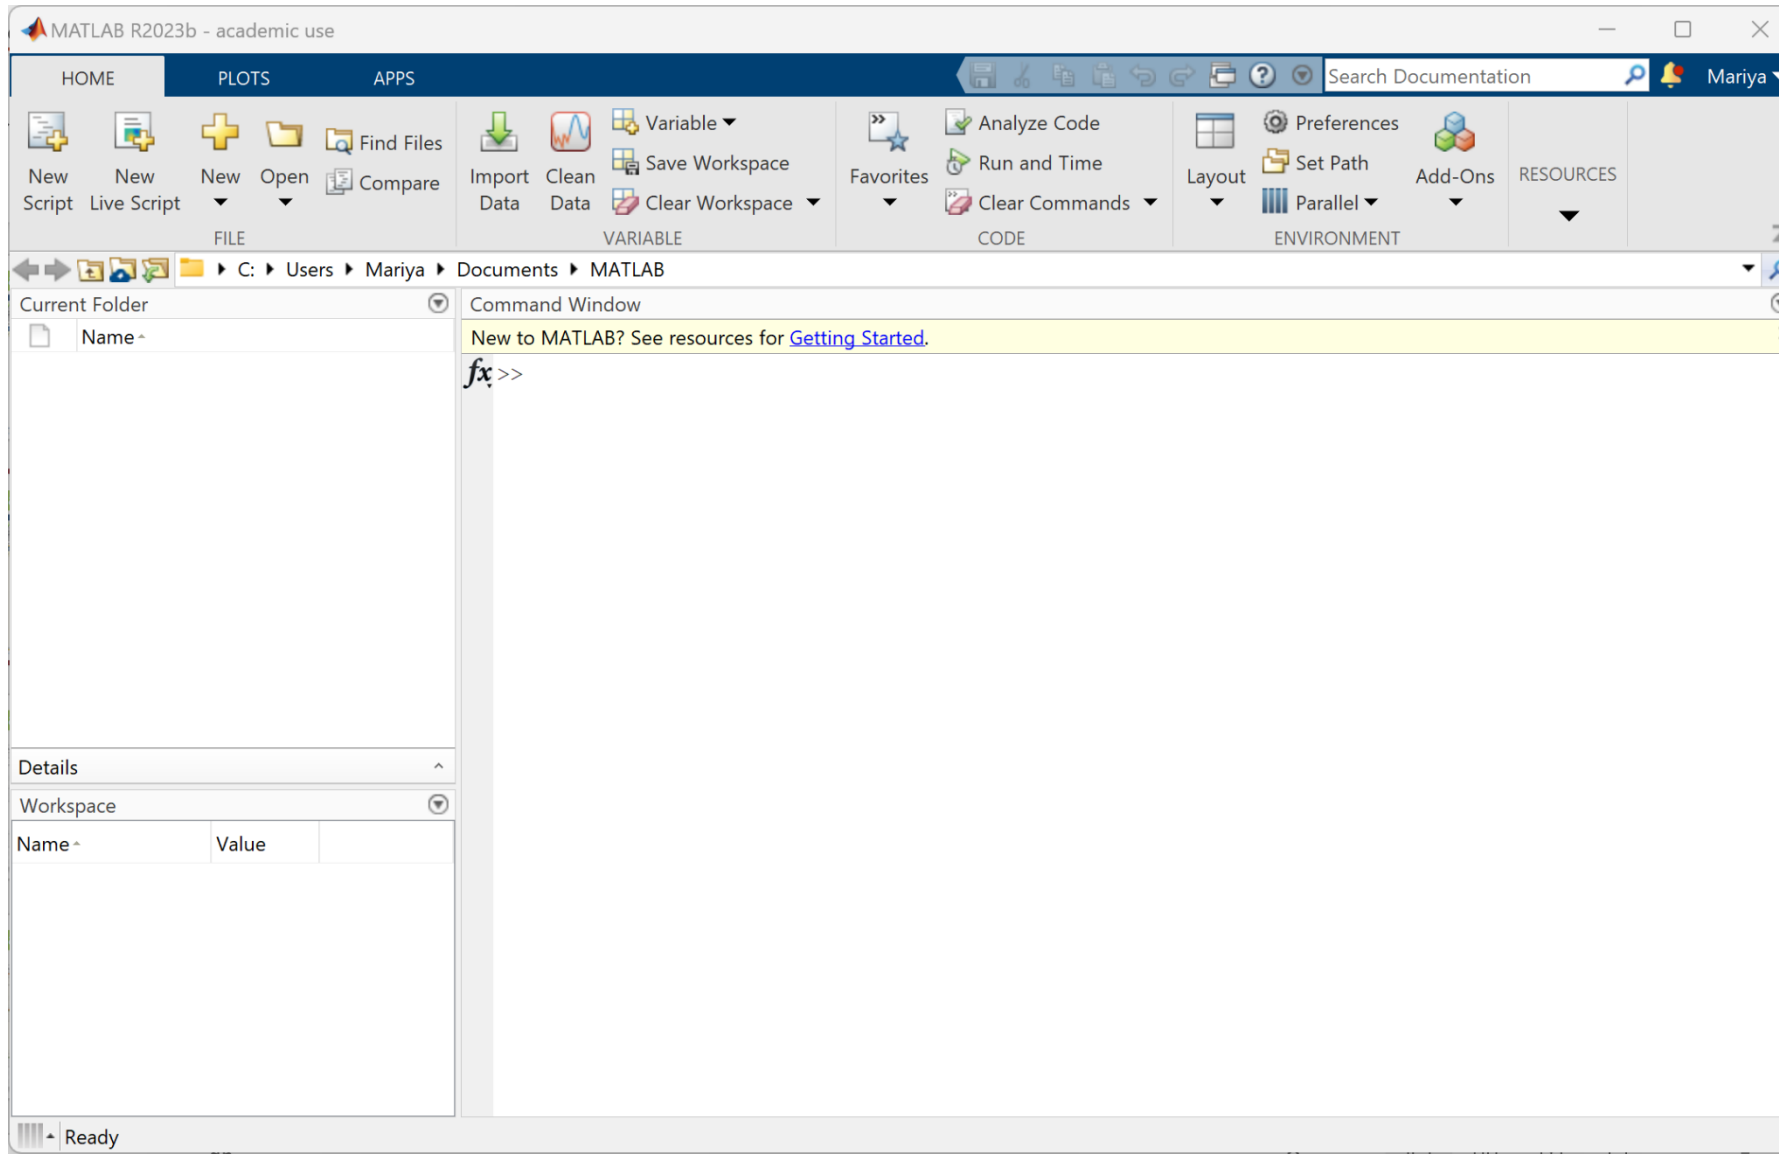 MATLAB R2023b - academic use
HOME PLOTS APPS Search Documentation Mariya
New Script
New Live Script
New
Open
Find Files
Compare
FILE
Import Data
Clean Data
Variable
Save Workspace
Clear Workspace
VARIABLE
Favorites
Analyze Code
Run and Time
Clear Commands
CODE
Layout
Preferences
Set Path
Parallel
Add-Ons
ENVIRONMENT
RESOURCES
C: Users Mariya Documents MATLAB
Current Folder
Name
Command Window
New to MATLAB? See resources for Getting Started.
fx >>
Details
Workspace
Name Value
Ready